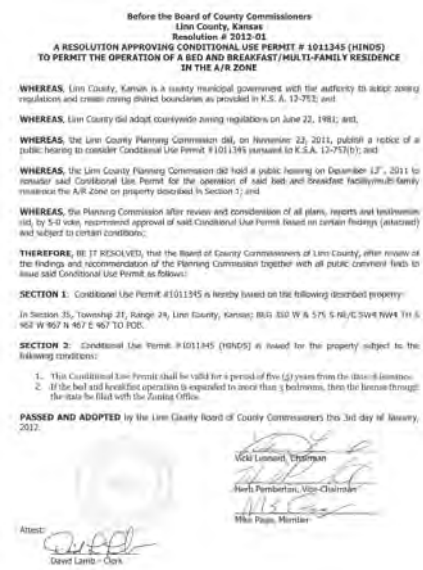 Before the Board of County Commissioners
Linn County, Kansas
Resolution # 2012-01
A RESOLUTION APPROVING CONDITIONAL USE PERMIT # 1011345 (HINDS)
TO PERMIT THE OPERATION OF A BED AND BREAKFAST/MULTI-FAMILY RESIDENCE
IN THE A/R ZONE
WHEREAS, Linn County, Kansas is a county municipal government with the authority to adopt zoning
regulations and create zoning district boundaries as provided in K.S. A. 12-753; and
WHEREAS, Linn County did adopt countywide zoning regulations on June 22, 1981; and,
WHEREAS, the Linn County Planning Commission did, on November 23, 2011, publish a notice of a
public hearing to consider Conditional Use Permit #1011345 pursuant to K.S.A. 12-757(b); and
WHEREAS, the Linn County Planning Commission did hold a public hearing on December 13", 2011 to
consider said Conditional Use Permit for the operation of said bed and breakfast facility/multi-family
residence the A/R Zone on property described in Section 1; and
WHEREAS, the Planning Commission after review and consideration of all plans, reports and testimonies
did, by 5-0 vote, recommend approval of said Conditional Use Permit based on certain findings (attached)
and subject to certain conditions;
THEREFORE, BE IT RESOLVED, that the Board of Commissioners of Linn County, after review of
the findings and recommendation of the Planning Commission together with all public comment finds to
issue said Conditional Use Permit as follows:
SECTION 1: Conditional Use Permit #1011345 is hereby issued on the following described property:
In Section 35, Township 21, Range 24, Linn County, Kansas; BEG 350 W & 575 S NE/C SW4 NW4 TH S
467 W 467 N 467 E 467 TO POB.
SECTION 2: Conditional Use Permit #1011345 (HINDS) is issued for the property subject to the
following conditions:
1. This Conditional Use Permit shall be valid for a period of five (5) years from the date of issuance.
2. If the bed and breakfast operation is expanded to more than 5 bedrooms, then the license through
the state be filed with the Zoning Office.
PASSED AND ADOPTED by the Linn County Board of County Commissioners this 3rd day of January,
2012.
Vicki Leonard, Chairman
Herb Pemberton, Vice-Chairman
Mike Page, Member
Attest:
David Lamb - Clerk